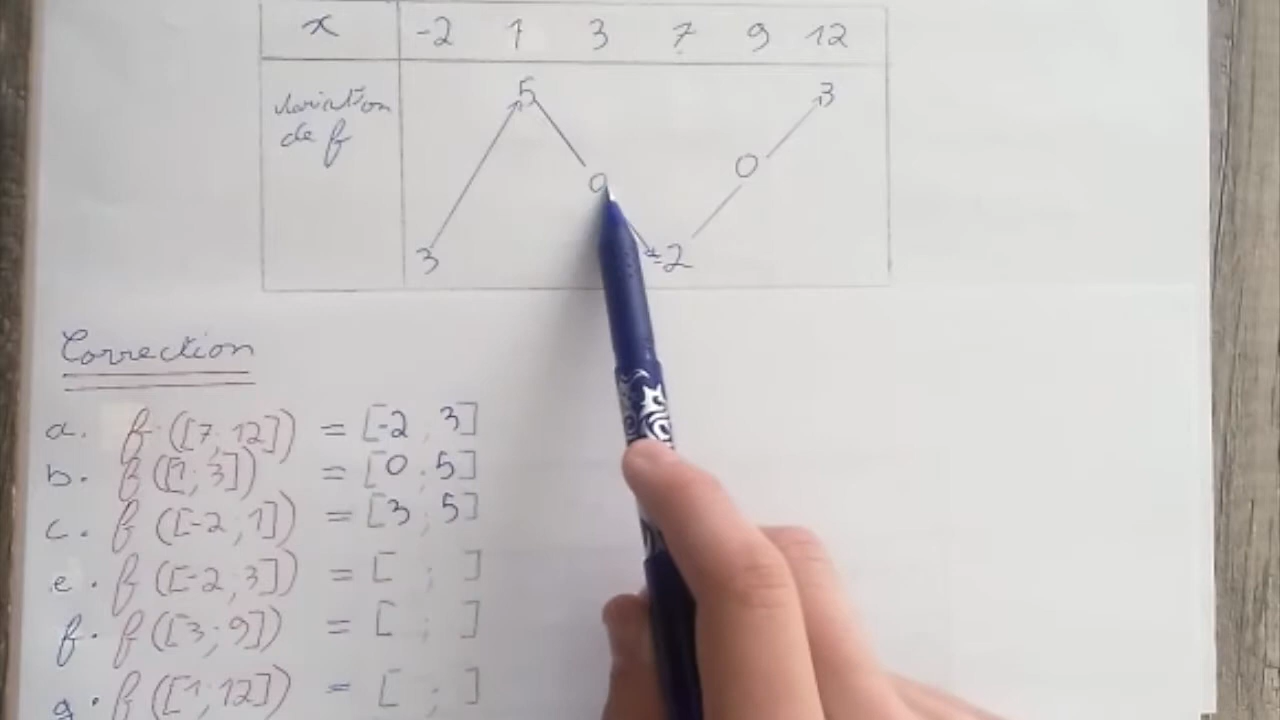 x -2 1 3 7 9 12
variation
de f
5 3
0 0
3 -2
Correction
a. f ([7; 12]) = [-2 , 3]
b. f ([1; 3]) = [0 ; 5]
c. f ([-2 ; 1]) = [3 ; 5]
e. f ([-2 ; 3]) = [ ; ]
f. f ([3 ; 9]) = [ ; ]
g. f ([1 ; 12]) = [ ; ]